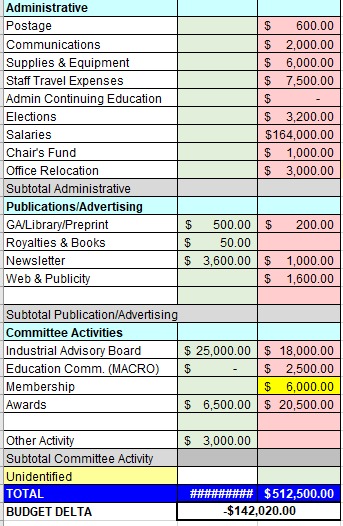 Administrative
Postage $ 600.00
Communications $ 2,000.00
Supplies & Equipment $ 6,000.00
Staff Travel Expenses $ 7,500.00
Admin Continuing Education $ -
Elections $ 3,200.00
Salaries $164,000.00
Chair's Fund $ 1,000.00
Office Relocation $ 3,000.00
Subtotal Administrative
Publications/Advertising
GA/Library/Preprint $ 500.00 $ 200.00
Royalties & Books $ 50.00
Newsletter $ 3,600.00 $ 1,000.00
Web & Publicity $ 1,600.00
Subtotal Publication/Advertising
Committee Activities
Industrial Advisory Board $ 25,000.00 $ 18,000.00
Education Comm. (MACRO) $ - $ 2,500.00
Membership $ 6,000.00
Awards $ 6,500.00 $ 20,500.00
Other Activity $ 3,000.00
Subtotal Committee Activity
Unidentified
TOTAL ######### $512,500.00
BUDGET DELTA -$142,020.00